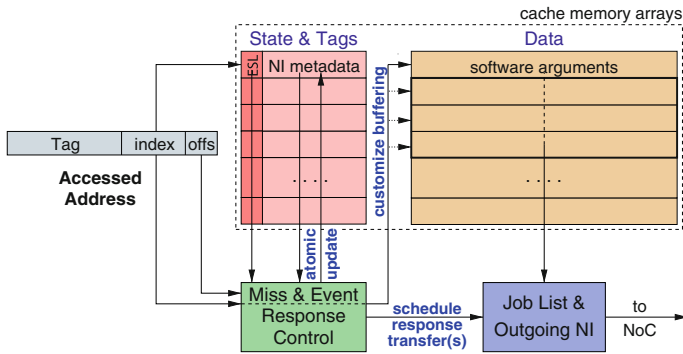 cache memory arrays
State & Tags
Data
ESL
NI metadata
software arguments
customize buffering
Tag
index
offs
Accessed
Address
. . . .
. . . .
atomic
update
Miss & Event
Response
Control
schedule
response
transfer(s)
Job List &
Outgoing NI
to
NoC